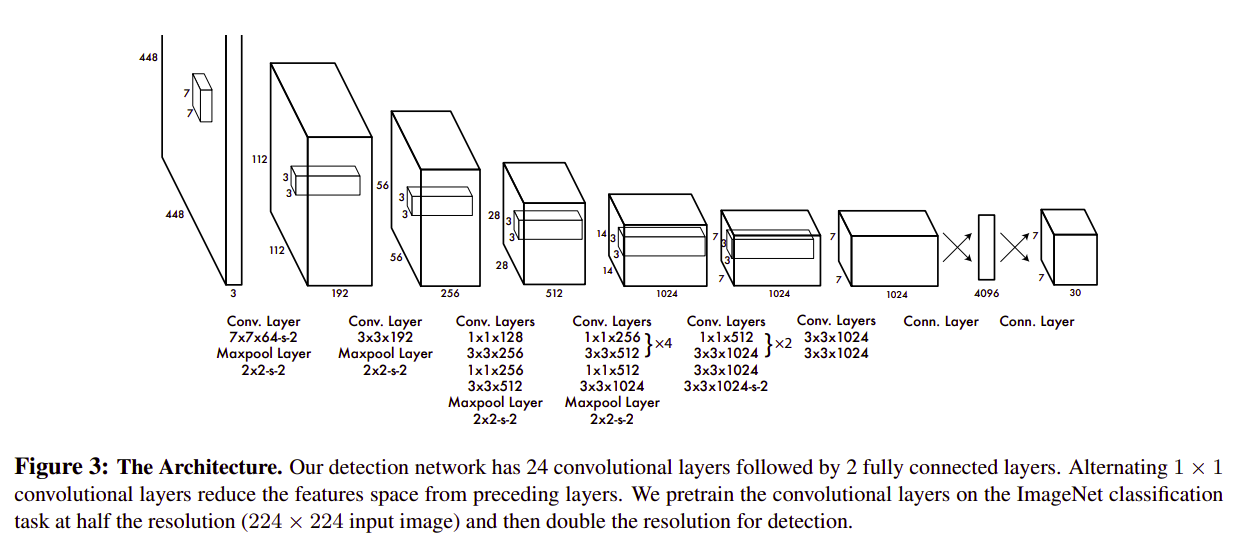 448
7
7
448
3
112
3
3
112
192
56
3
3
56
256
28
3
3
28
512
14
3
3
14
1024
7
3
3
7
1024
7
7
1024
4096
7
7
30
Conv. Layer
7x7x64-s-2
Maxpool Layer
2x2-s-2
Conv. Layer
3x3x192
Maxpool Layer
2x2-s-2
Conv. Layers
1x1x128
3x3x256
1x1x256
3x3x512
Maxpool Layer
2x2-s-2
Conv. Layers
1x1x256
3x3x512
}×4
1x1x512
3x3x1024
Maxpool Layer
2x2-s-2
Conv. Layers
1x1x512
3x3x1024
}×2
3x3x1024
3x3x1024-s-2
Conv. Layers
3x3x1024
3x3x1024
Conn. Layer
Conn. Layer
Figure 3: The Architecture. Our detection network has 24 convolutional layers followed by 2 fully connected layers. Alternating 1 × 1
convolutional layers reduce the features space from preceding layers. We pretrain the convolutional layers on the ImageNet classification
task at half the resolution (224 × 224 input image) and then double the resolution for detection.